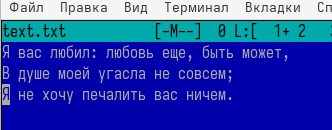 Файл Правка Вид Терминал Вкладки
text.txt [-M--] 0 L:[ 1+ 2
Я вас любил: любовь еще, быть может,
В душе моей угасла не совсем;
Я не хочу печалить вас ничем.